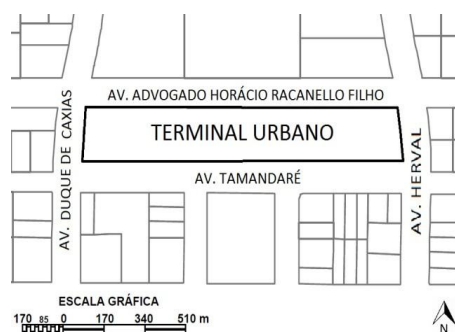 AV. ADVOGADO HORÁCIO RACANELLO FILHO
TERMINAL URBANO
AV. DUQUE DE CAXIAS
AV. HERVAL
AV. TAMANDARÉ
ESCALA GRÁFICA
170 85 0 170 340 510 m
N